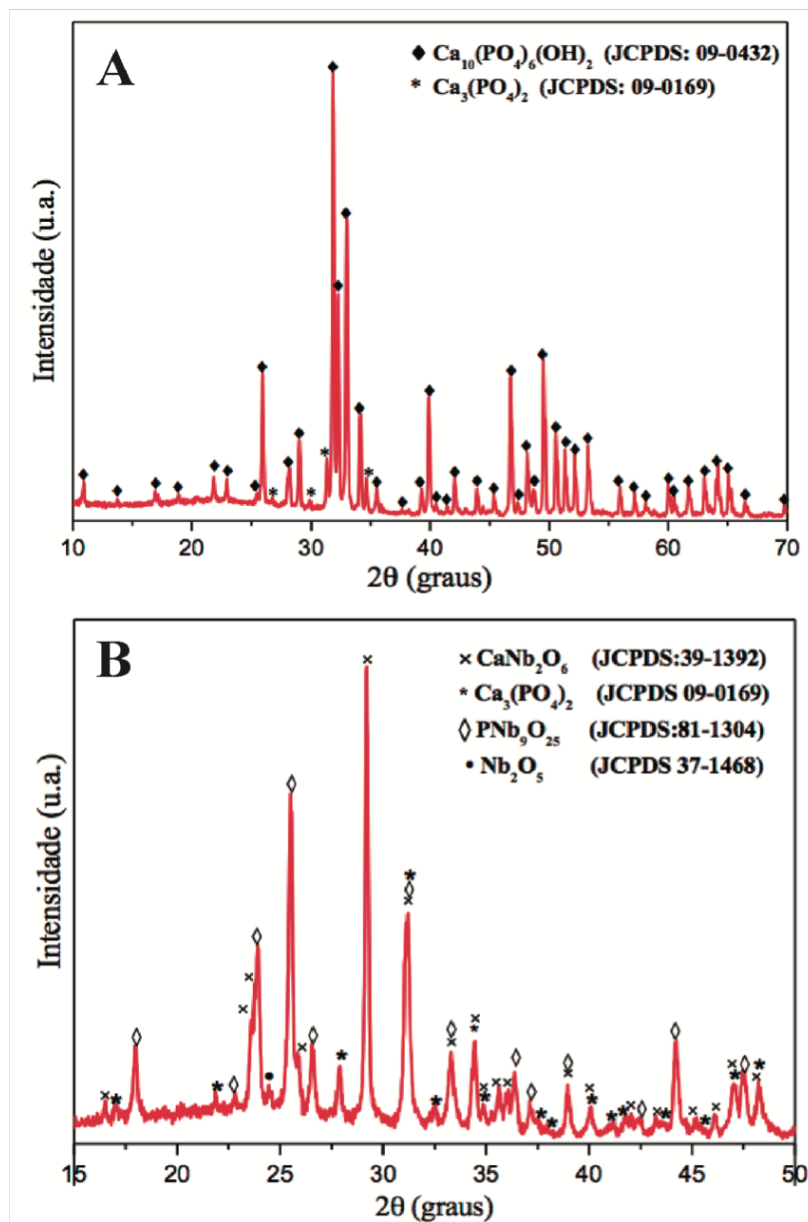 A
◆ Ca₁₀(PO₄)₆(OH)₂ (JCPDS: 09-0432)
* Ca₃(PO₄)₂ (JCPDS: 09-0169)
Intensidade (u.a.)
10 20 30 40 50 60 70
2θ (graus)
B
× CaNb₂O₆ (JCPDS:39-1392)
* Ca₃(PO₄)₂ (JCPDS 09-0169)
◊ PNb₉O₂₅ (JCPDS:81-1304)
• Nb₂O₅ (JCPDS 37-1468)
Intensidade (u.a.)
15 20 25 30 35 40 45 50
2θ (graus)